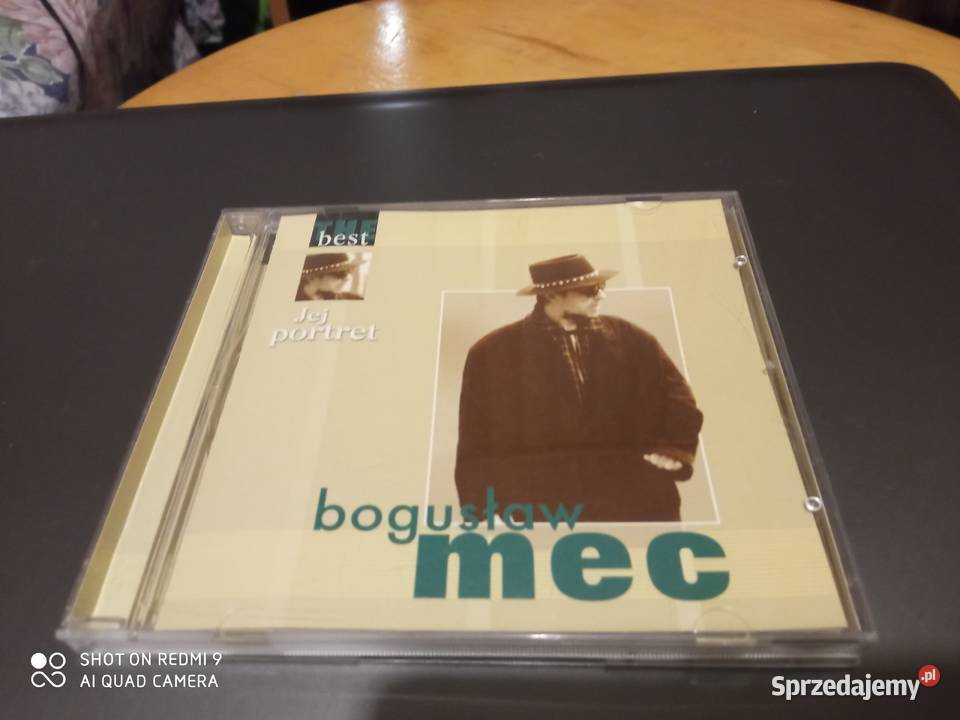 THE
best
Jej
portret
bogusław
mec
SHOT ON REDMI 9
AI QUAD CAMERA
Sprzedajemy.pl